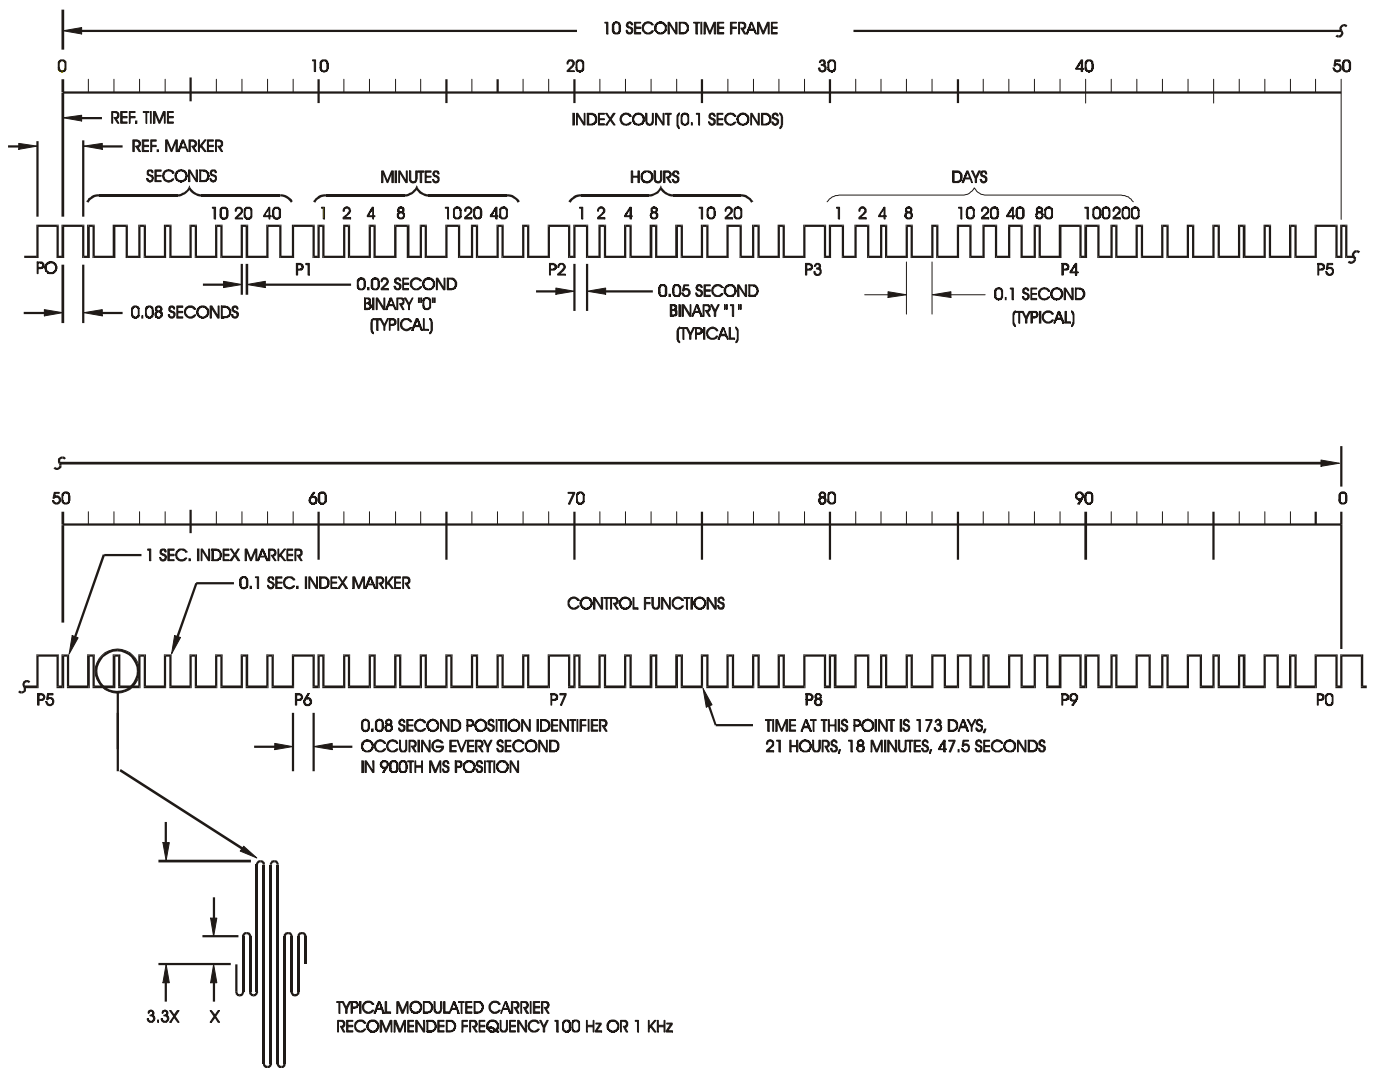 10 SECOND TIME FRAME
0 10 20 30 40 50
REF. TIME
INDEX COUNT (0.1 SECONDS)
REF. MARKER
SECONDS MINUTES HOURS DAYS
10 20 40 1 2 4 8 10 20 40 1 2 4 8 10 20 1 2 4 8 10 20 40 80 100 200
P0 P1 P2 P3 P4 P5
0.08 SECONDS
0.02 SECOND
BINARY "0"
(TYPICAL)
0.05 SECOND
BINARY "1"
(TYPICAL)
0.1 SECOND
(TYPICAL)
50 60 70 80 90 0
1 SEC. INDEX MARKER
0.1 SEC. INDEX MARKER
CONTROL FUNCTIONS
P5 P6 P7 P8 P9 P0
0.08 SECOND POSITION IDENTIFIER
OCCURING EVERY SECOND
IN 900TH MS POSITION
TIME AT THIS POINT IS 173 DAYS,
21 HOURS, 18 MINUTES, 47.5 SECONDS
3.3X X
TYPICAL MODULATED CARRIER
RECOMMENDED FREQUENCY 100 Hz OR 1 KHz